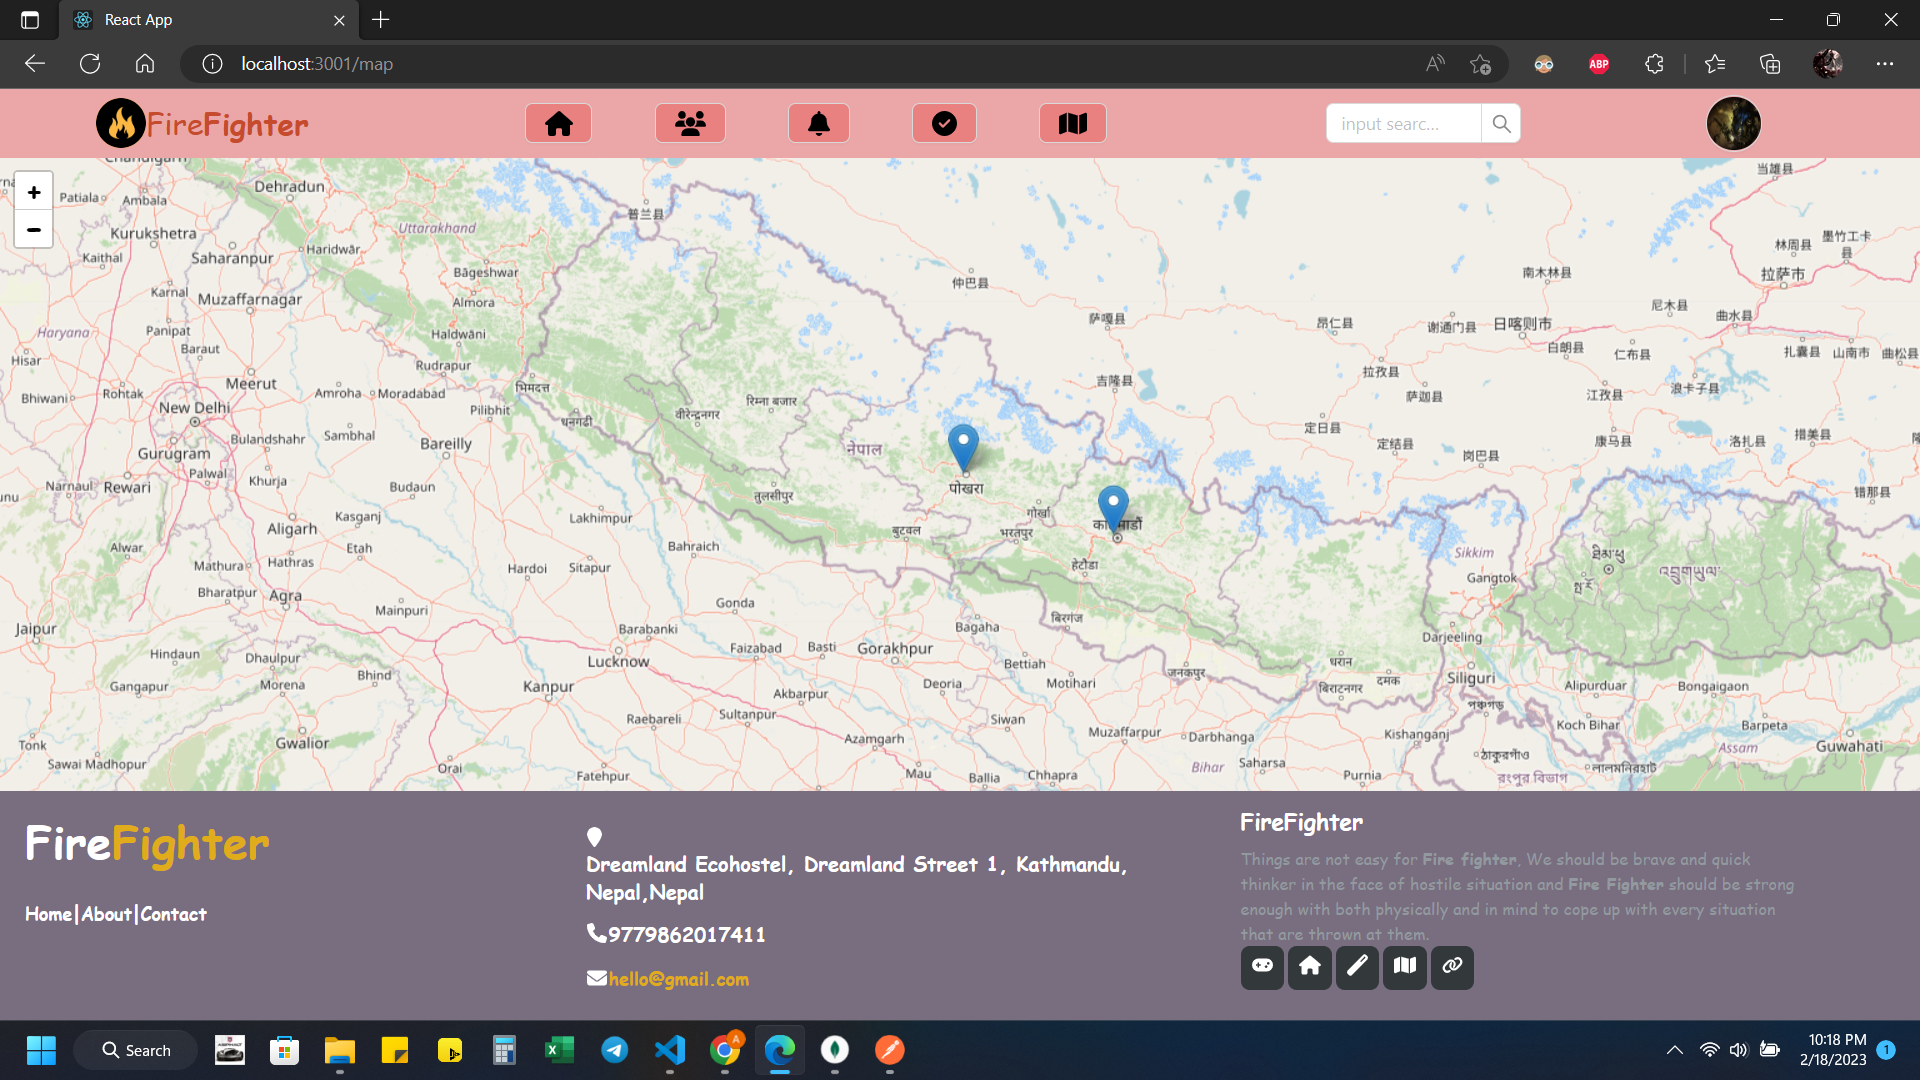 React App
localhost:3001/map
ABP
FireFighter
input searc...
+
−
Chandigarh
Dehradun
当雄县
Patiala
Ambala
普兰县
Uttarakhand
Kurukshetra
Haridwār
林周县
墨竹工卡县
Kaithal
Saharanpur
Bāgeshwar
南木林县
拉萨市
仲巴县
Karnal
Muzaffarnagar
Almora
尼木县
萨嘎县
昂仁县
谢通门县
日喀则市
曲水县
Haryana
Panipat
Haldwāni
Baraut
白朗县
仁布县
扎囊县
山南市
曲松县
Hisar
Rudrapur
拉孜县
Meerut
भिमदत्त
吉隆县
Bhiwani
Rohtak
Amroha
Moradabad
रिम्ना बजार
萨迦县
江孜县
浪卡子县
New Delhi
Pilibhit
धनगढी
वीरेन्द्रनगर
定日县
Bulandshahr
Sambhal
Bareilly
नेपाल
定结县
康马县
洛扎县
措美县
Gurugram
岗巴县
Palwal
Khurja
Narnaul
Rewari
Budaun
तुलसीपुर
पोखरा
错那县
Kasganj
Lakhimpur
गोर्खा
Aligarh
बुटवल
भरतपुर
Alwar
Etah
Bahraich
Sikkim
ཐིམ་ཕུ
Mathura
Hathras
Hardoi
Sitapur
हेटौंडा
Gangtok
འབྲུགཡུལ
Bharatpur
Agra
Mainpuri
Gonda
बिरगंज
Jaipur
Barabanki
Bagaha
Darjeeling
Hindaun
Dhaulpur
Lucknow
Faizabad
Basti
Gorakhpur
Bettiah
धरान
Gangapur
Morena
Bhind
Kanpur
Akbarpur
Deoria
Motihari
जनकपुर
बिराटनगर
दमक
Siliguri
Alipurduar
Bongaigaon
Raebareli
Sultanpur
Siwan
पঞ্চগড়
Koch Bihar
Barpeta
Tonk
Gwalior
Azamgarh
Muzaffarpur
Darbhanga
Kishanganj
Assam
Guwahati
Sawai Madhopur
Orai
Fatehpur
Mau
Ballia
Chhapra
Bihar
Saharsa
Purnia
ঠাকুরগাঁও
লালমনিরহাট
রংপুর বিভাগ
FireFighter
Home|About|Contact
Dreamland Ecohostel, Dreamland Street 1, Kathmandu,
Nepal,Nepal
9779862017411
hello@gmail.com
FireFighter
Things are not easy for Fire fighter, We should be brave and quick
thinker in the face of hostile situation and Fire Fighter should be strong
enough with both physically and in mind to cope up with every situation
that are thrown at them.
Search
A
10:18 PM
2/18/2023
1